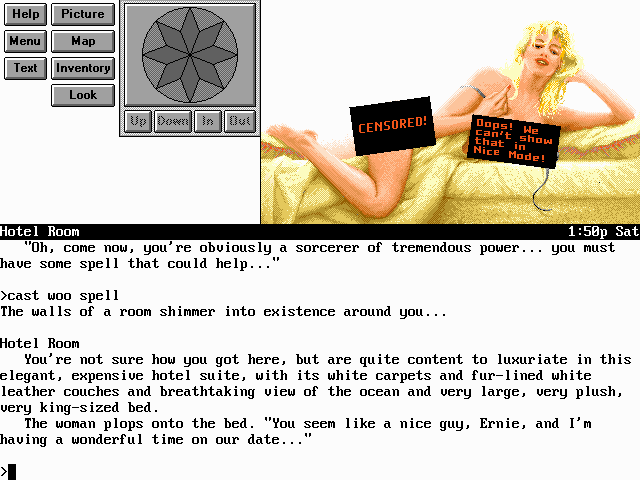 Help
Picture
Menu
Map
Text
Inventory
Look
Up
Down
In
Out
CENSORED!
Oops! We
can't show
that in
Nice Mode!
Hotel Room 1:50p Sat
"Oh, come now, you're obviously a sorcerer of tremendous power... you must
have some spell that could help..."
>cast woo spell
The walls of a room shimmer into existence around you...
Hotel Room
You're not sure how you got here, but are quite content to luxuriate in this
elegant, expensive hotel suite, with its white carpets and fur-lined white
leather couches and breathtaking view of the ocean and very large, very plush,
very king-sized bed.
The woman plops onto the bed. "You seem like a nice guy, Ernie, and I'm
having a wonderful time on our date..."
>